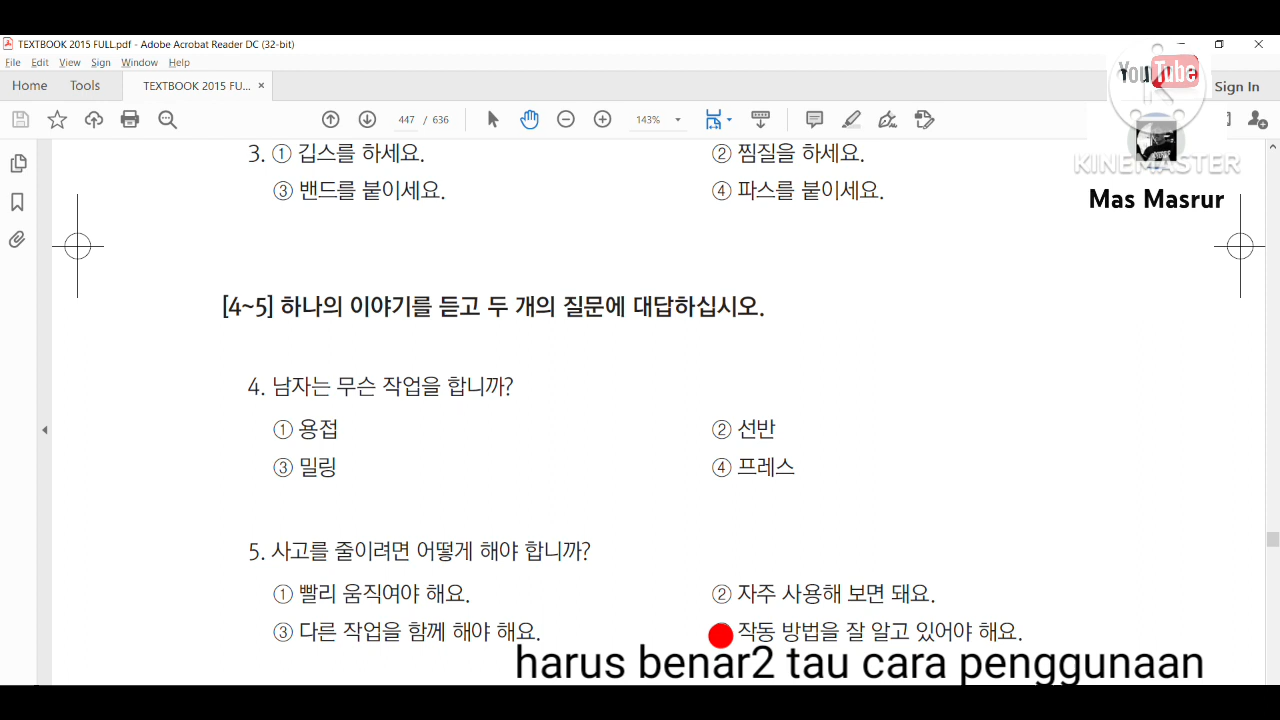 TEXTBOOK 2015 FULL.pdf - Adobe Acrobat Reader DC (32-bit)
File Edit View Sign Window Help
Home Tools TEXTBOOK 2015 FU... × Sign In
447 / 636 143%
YouTube
KINEMASTER
Mas Masrur
3. ① 깁스를 하세요. ② 찜질을 하세요.
③ 밴드를 붙이세요. ④ 파스를 붙이세요.
[4~5] 하나의 이야기를 듣고 두 개의 질문에 대답하십시오.
4. 남자는 무슨 작업을 합니까?
① 용접 ② 선반
③ 밀링 ④ 프레스
5. 사고를 줄이려면 어떻게 해야 합니까?
① 빨리 움직여야 해요. ② 자주 사용해 보면 돼요.
③ 다른 작업을 함께 해야 해요. 작동 방법을 잘 알고 있어야 해요.
harus benar2 tau cara penggunaan